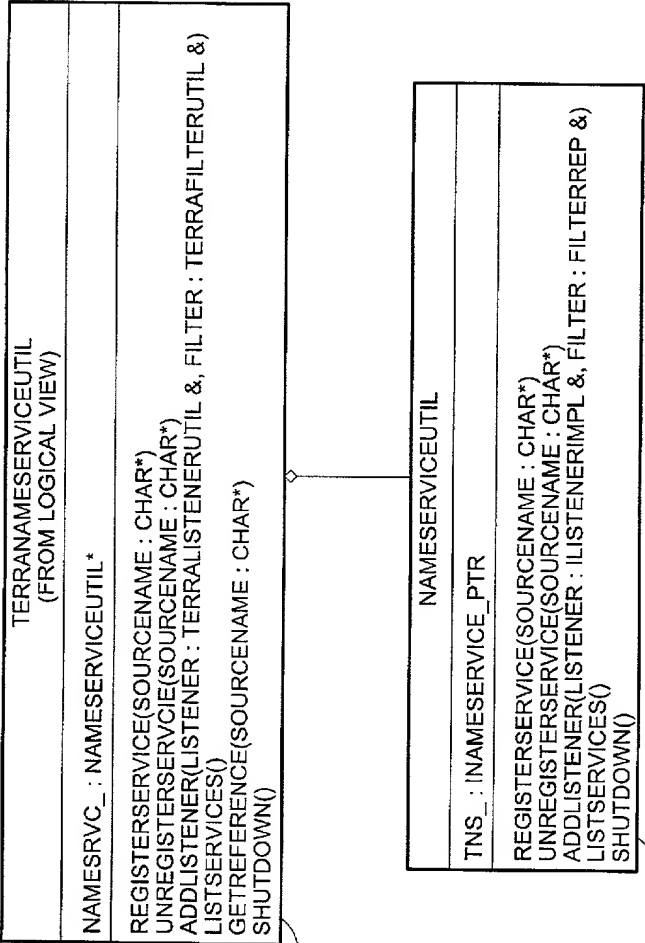 TERRANAMESERVICEUTIL
(FROM LOGICAL VIEW)
NAMESRVC_ : NAMESERVICEUTIL*
REGISTERSERVICE(SOURCENAME : CHAR*)
UNREGISTERSERVCIE(SOURCENAME : CHAR*)
ADDLISTENER(LISTENER : TERRALISTENERUTIL &, FILTER : TERRAFILTERUTIL &)
LISTSERVICES()
GETREFERENCE(SOURCENAME : CHAR*)
SHUTDOWN()
NAMESERVICEUTIL
TNS_ : INAMESERVICE_PTR
REGISTERSERVICE(SOURCENAME : CHAR*)
UNREGISTERSERVICE(SOURCENAME : CHAR*)
ADDLISTENER(LISTENER : ILISTENERIMPL &, FILTER : FILTERREP &)
LISTSERVICES()
SHUTDOWN()